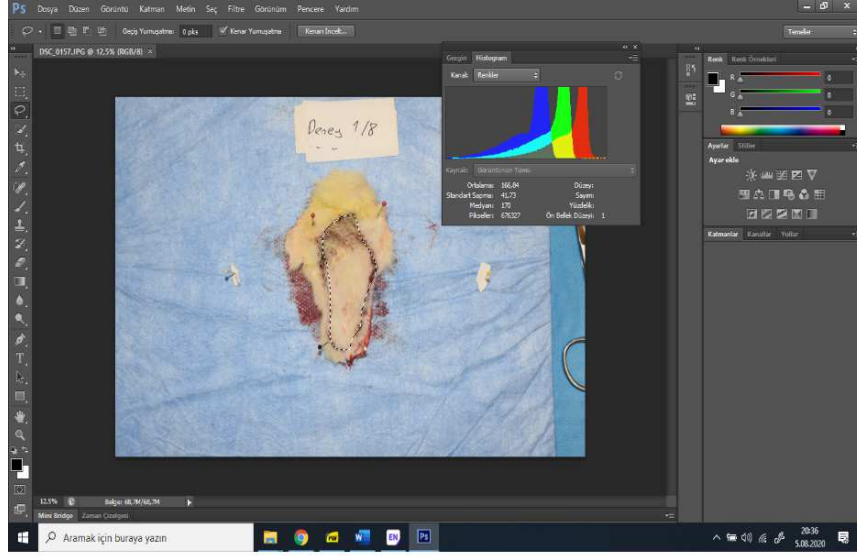 Ps Dosya Düzen Görüntü Katman Metin Seç Filtre Görünüm Pencere Yardım
Geçiş Yumuşatma: 0 pks Kenar Yumuşatma Kenarı İncelt... Temeller
DSC_0157.JPG @ 12,5% (RGB/8) ×
Gezgin Histogram
Kanal: Renkler
Kaynak: Görüntünün Tümü
Ortalama: 166,84 Düzey:
Standart Sapma: 41,73 Sayım:
Medyan: 170 Yüzdelik:
Pikseller: 676327 Ön Bellek Düzeyi: 1
Renk Renk Örnekleri
R 0
G 0
B 0
Ayarlar Stiller
Ayar ekle
Katmanlar Kanallar Yollar
Deney 1/8
12,5% Belge: 68,7M/68,7M
Mini Bridge Zaman Çizelgesi
Aramak için buraya yazın
W EN Ps
20:36
5.08.2020